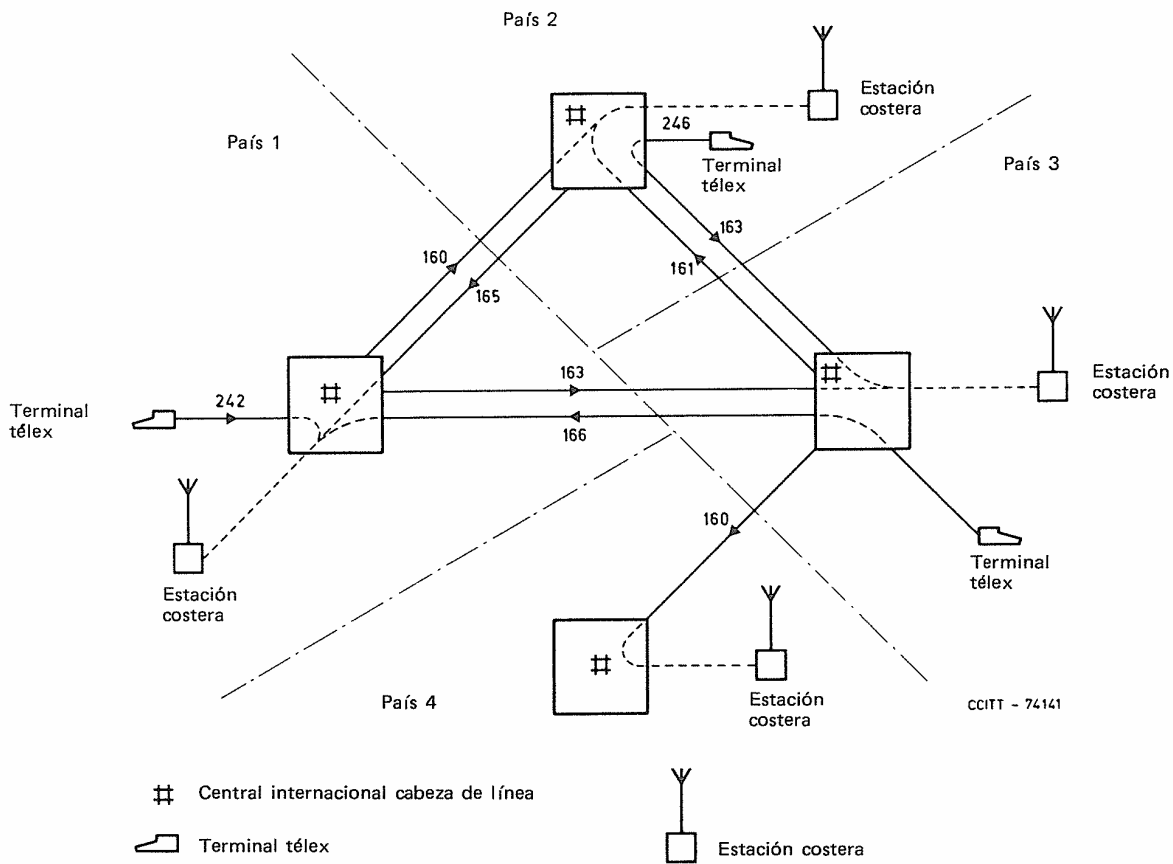 País 2
Estación
costera
País 1
246
Terminal
télex
País 3
163
160
161
165
163
Estación
costera
Terminal
télex
242
166
160
Estación
costera
Terminal
télex
Estación
costera
País 4
CCITT - 74141
Central internacional cabeza de línea
Terminal télex
Estación costera